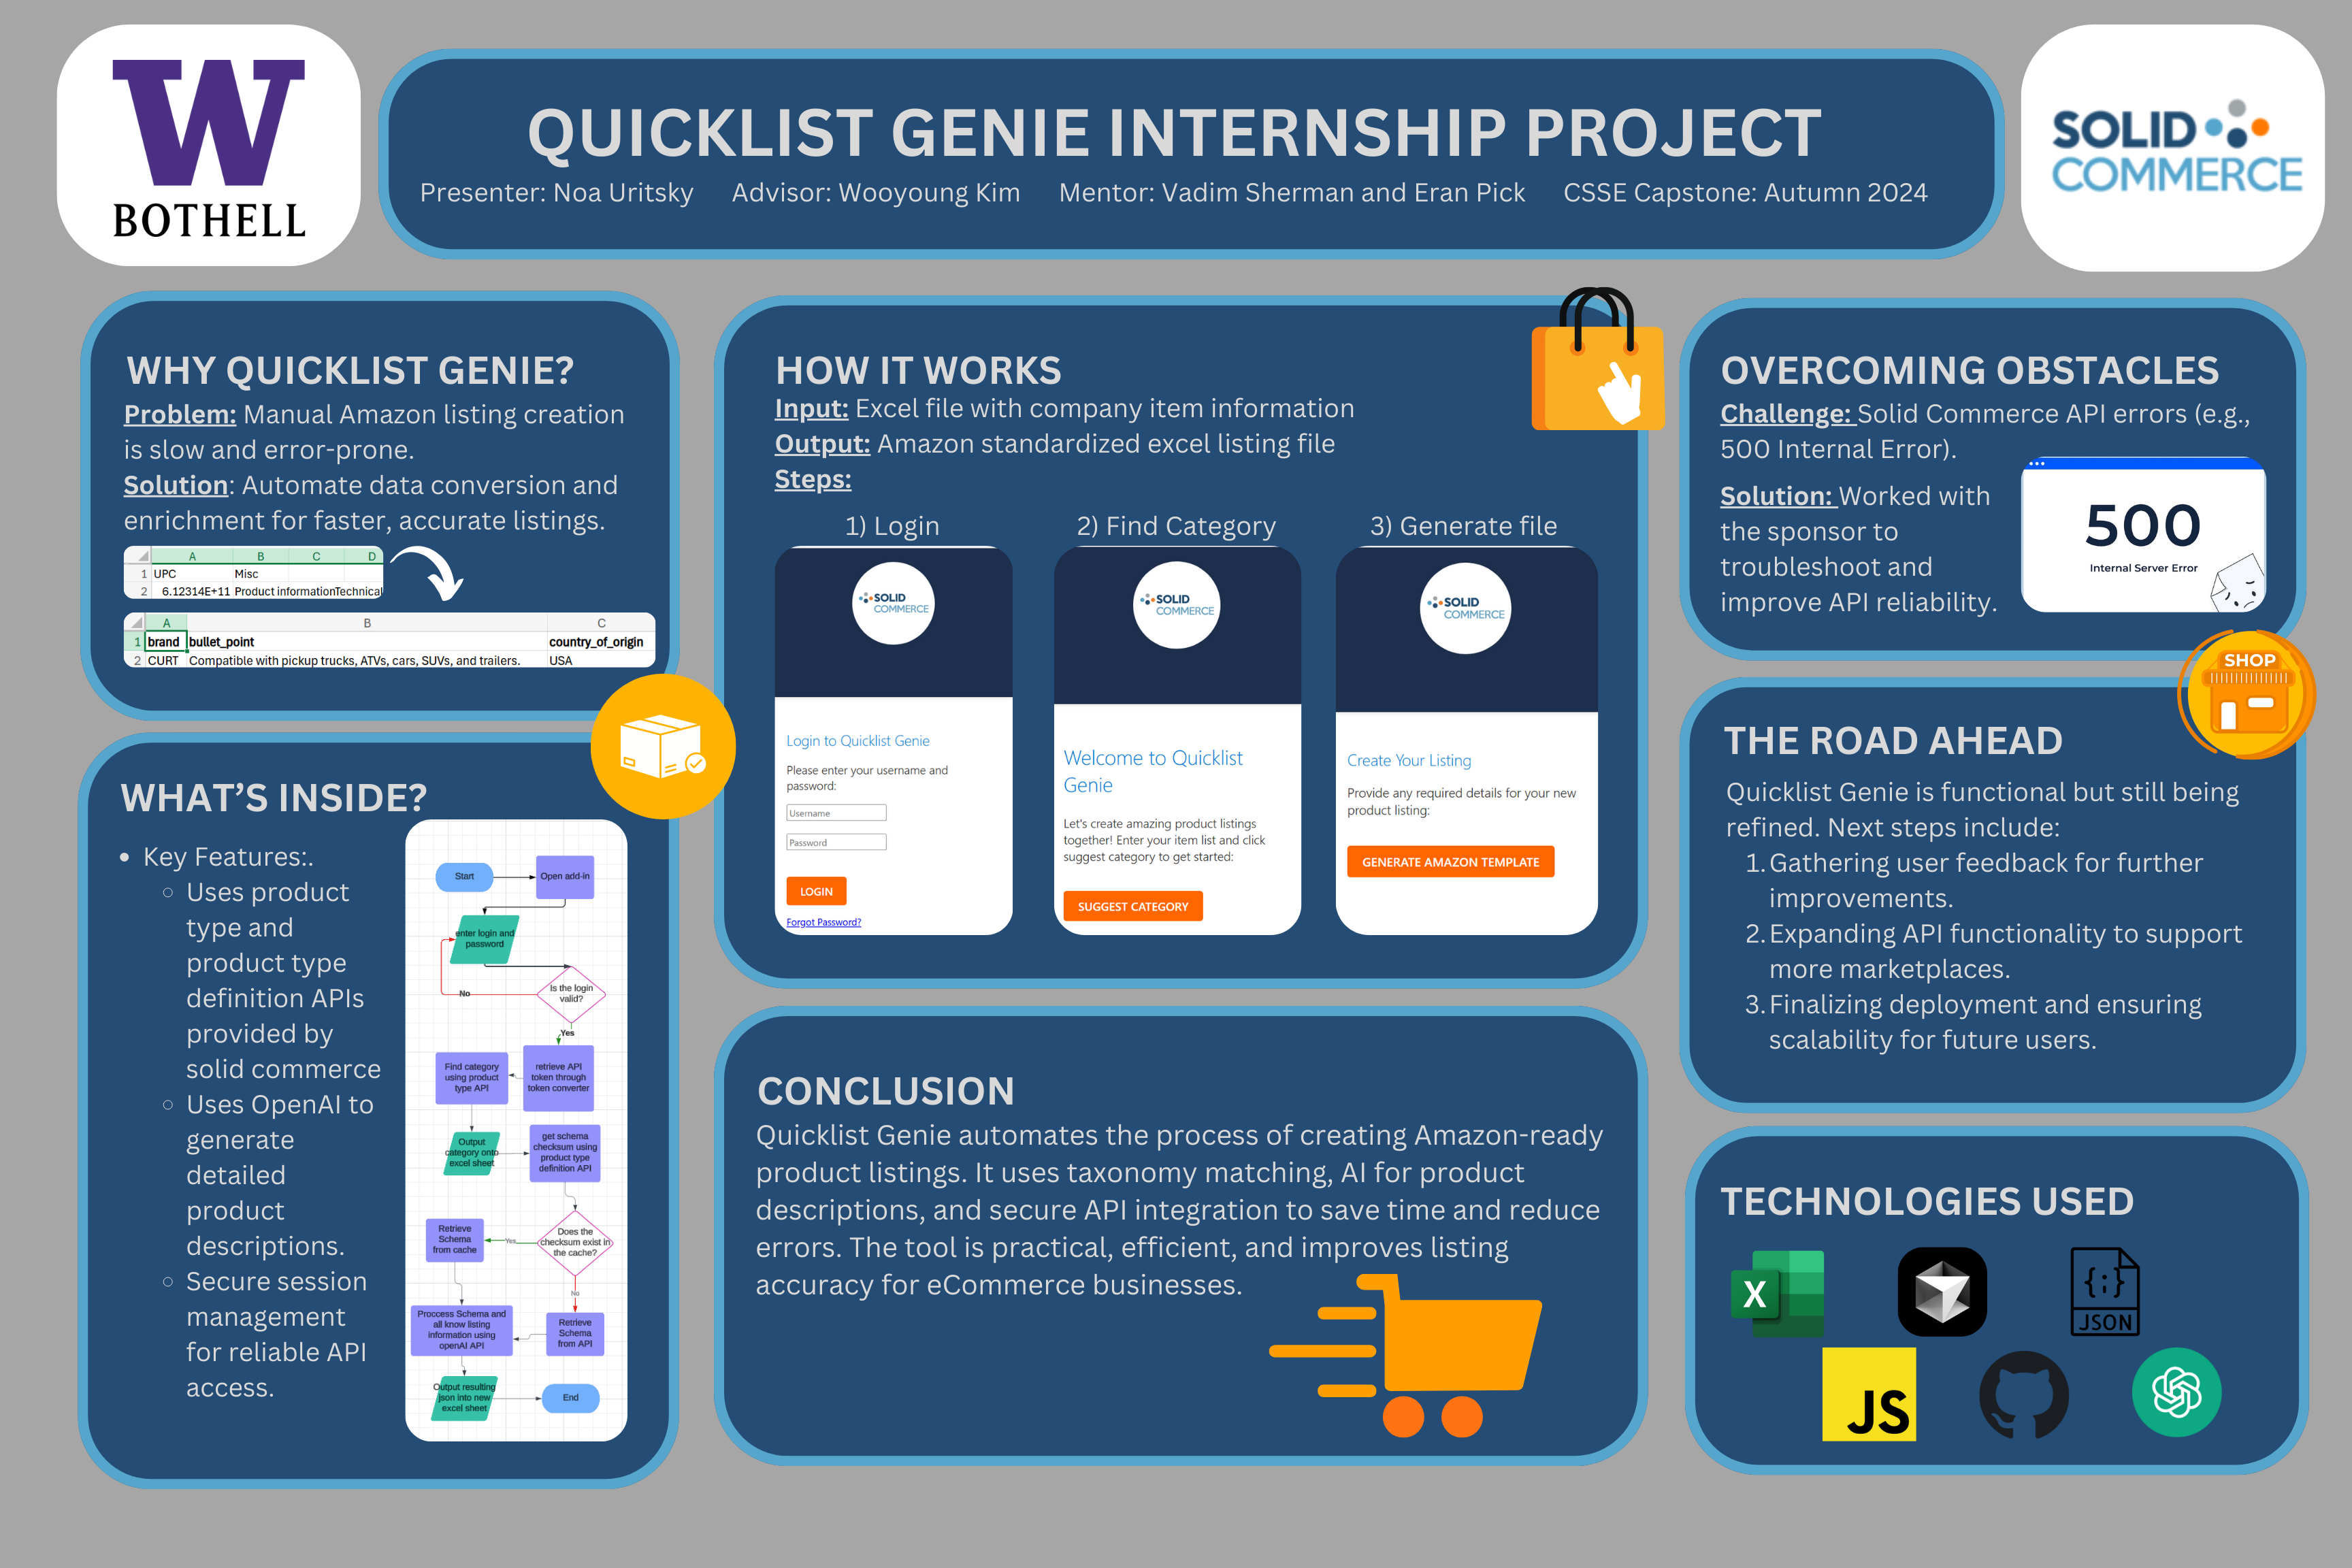 W
BOTHELL
QUICKLIST GENIE INTERNSHIP PROJECT
Presenter: Noa Uritsky Advisor: Wooyoung Kim Mentor: Vadim Sherman and Eran Pick CSSE Capstone: Autumn 2024
SOLID
COMMERCE
WHY QUICKLIST GENIE?
Problem: Manual Amazon listing creation
is slow and error-prone.
Solution: Automate data conversion and
enrichment for faster, accurate listings.
A B C D
1 UPC Misc
2 6.12314E+11 Product informationTechnical
A B C
1 brand bullet_point country_of_origin
2 CURT Compatible with pickup trucks, ATVs, cars, SUVs, and trailers. USA
WHAT'S INSIDE?
Key Features:.
Uses product
type and
product type
definition APIs
provided by
solid commerce
Uses OpenAI to
generate
detailed
product
descriptions.
Secure session
management
for reliable API
access.
Start
Open add-in
enter login and
password
Is the login
valid?
No
Yes
Find category
using product
type API
retrieve API
token through
token converter
Output
category onto
excel sheet
get schema
checksum using
product type
definition API
Retrieve
Schema
from cache
Yes
Does the
checksum exist in
the cache?
No
Proccess Schema and
all know listing
information using
openAI API
Retrieve
Schema
from API
Output resulting
json into new
excel sheet
End
HOW IT WORKS
Input: Excel file with company item information
Output: Amazon standardized excel listing file
Steps:
1) Login
SOLID
COMMERCE
Login to Quicklist Genie
Please enter your username and
password:
Username
Password
LOGIN
Forgot Password?
2) Find Category
SOLID
COMMERCE
Welcome to Quicklist
Genie
Let's create amazing product listings
together! Enter your item list and click
suggest category to get started:
SUGGEST CATEGORY
3) Generate file
SOLID
COMMERCE
Create Your Listing
Provide any required details for your new
product listing:
GENERATE AMAZON TEMPLATE
CONCLUSION
Quicklist Genie automates the process of creating Amazon-ready
product listings. It uses taxonomy matching, AI for product
descriptions, and secure API integration to save time and reduce
errors. The tool is practical, efficient, and improves listing
accuracy for eCommerce businesses.
OVERCOMING OBSTACLES
Challenge: Solid Commerce API errors (e.g.,
500 Internal Error).
Solution: Worked with
the sponsor to
troubleshoot and
improve API reliability.
500
Internal Server Error
SHOP
THE ROAD AHEAD
Quicklist Genie is functional but still being
refined. Next steps include:
1. Gathering user feedback for further
improvements.
2. Expanding API functionality to support
more marketplaces.
3. Finalizing deployment and ensuring
scalability for future users.
TECHNOLOGIES USED
X
{;}
JSON
JS